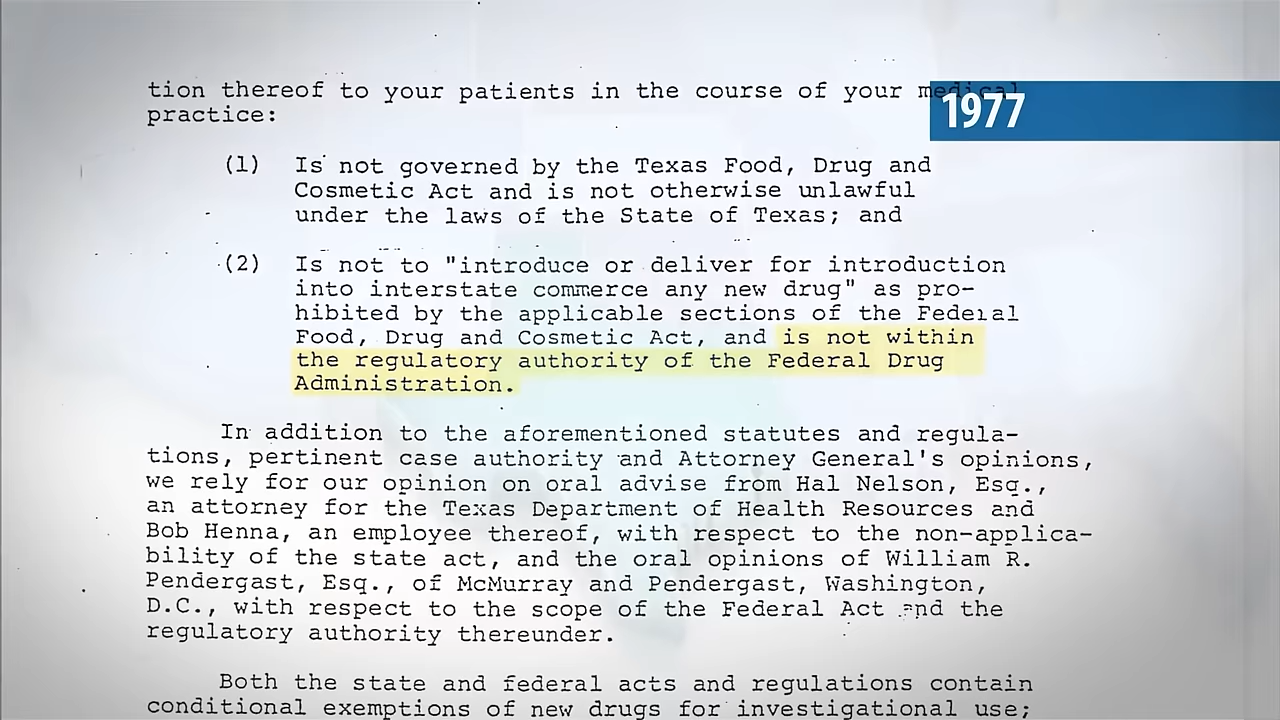 tion thereof to your patients in the course of your medical
1977
practice:
(1) Is not governed by the Texas Food, Drug and
Cosmetic Act and is not otherwise unlawful
under the laws of the State of Texas; and
(2) Is not to "introduce or deliver for introduction
into interstate commerce any new drug" as pro-
hibited by the applicable sections of the Federal
Food, Drug and Cosmetic Act, and is not within
the regulatory authority of the Federal Drug
Administration.
In addition to the aforementioned statutes and regula-
tions, pertinent case authority and Attorney General's opinions,
we rely for our opinion on oral advise from Hal Nelson, Esq.,
an attorney for the Texas Department of Health Resources and
Bob Henna, an employee thereof, with respect to the non-applica-
bility of the state act, and the oral opinions of William R.
Pendergast, Esq., of McMurray and Pendergast, Washington,
D.C., with respect to the scope of the Federal Act and the
regulatory authority thereunder.
Both the state and federal acts and regulations contain
conditional exemptions of new drugs for investigational use;